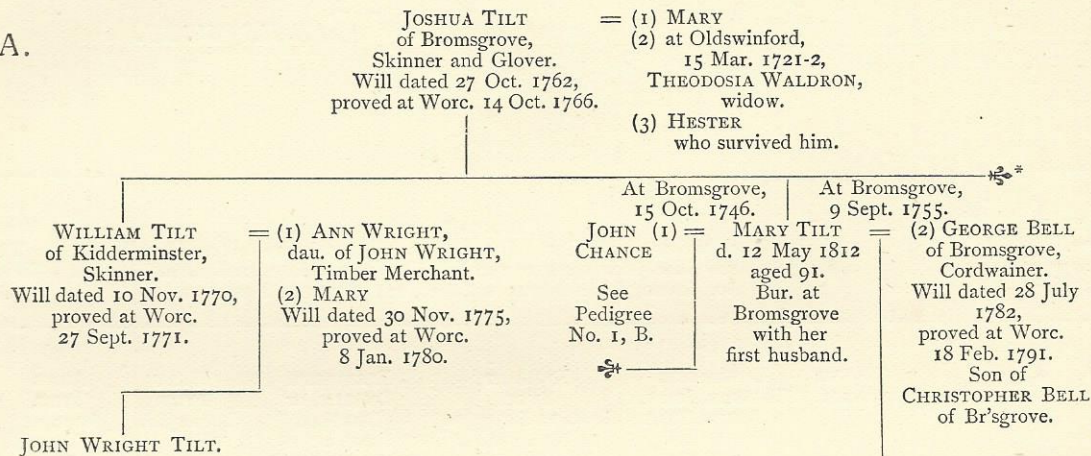 A.
JOSHUA TILT
of Bromsgrove,
Skinner and Glover.
Will dated 27 Oct. 1762,
proved at Worc. 14 Oct. 1766.
= (1) MARY
(2) at Oldswinford,
15 Mar. 1721-2,
THEODOSIA WALDRON,
widow.
(3) HESTER
who survived him.
*
WILLIAM TILT
of Kidderminster,
Skinner.
Will dated 10 Nov. 1770,
proved at Worc.
27 Sept. 1771.
= (1) ANN WRIGHT,
dau. of JOHN WRIGHT,
Timber Merchant.
(2) MARY
Will dated 30 Nov. 1775,
proved at Worc.
8 Jan. 1780.
At Bromsgrove,
15 Oct. 1746.
At Bromsgrove,
9 Sept. 1755.
JOHN (1) =
CHANCE
See
Pedigree
No. 1, B.
MARY TILT
d. 12 May 1812
aged 91.
Bur. at
Bromsgrove
with her
first husband.
= (2) GEORGE BELL
of Bromsgrove,
Cordwainer.
Will dated 28 July
1782,
proved at Worc.
18 Feb. 1791.
Son of
CHRISTOPHER BELL
of Br'sgrove.
JOHN WRIGHT TILT.